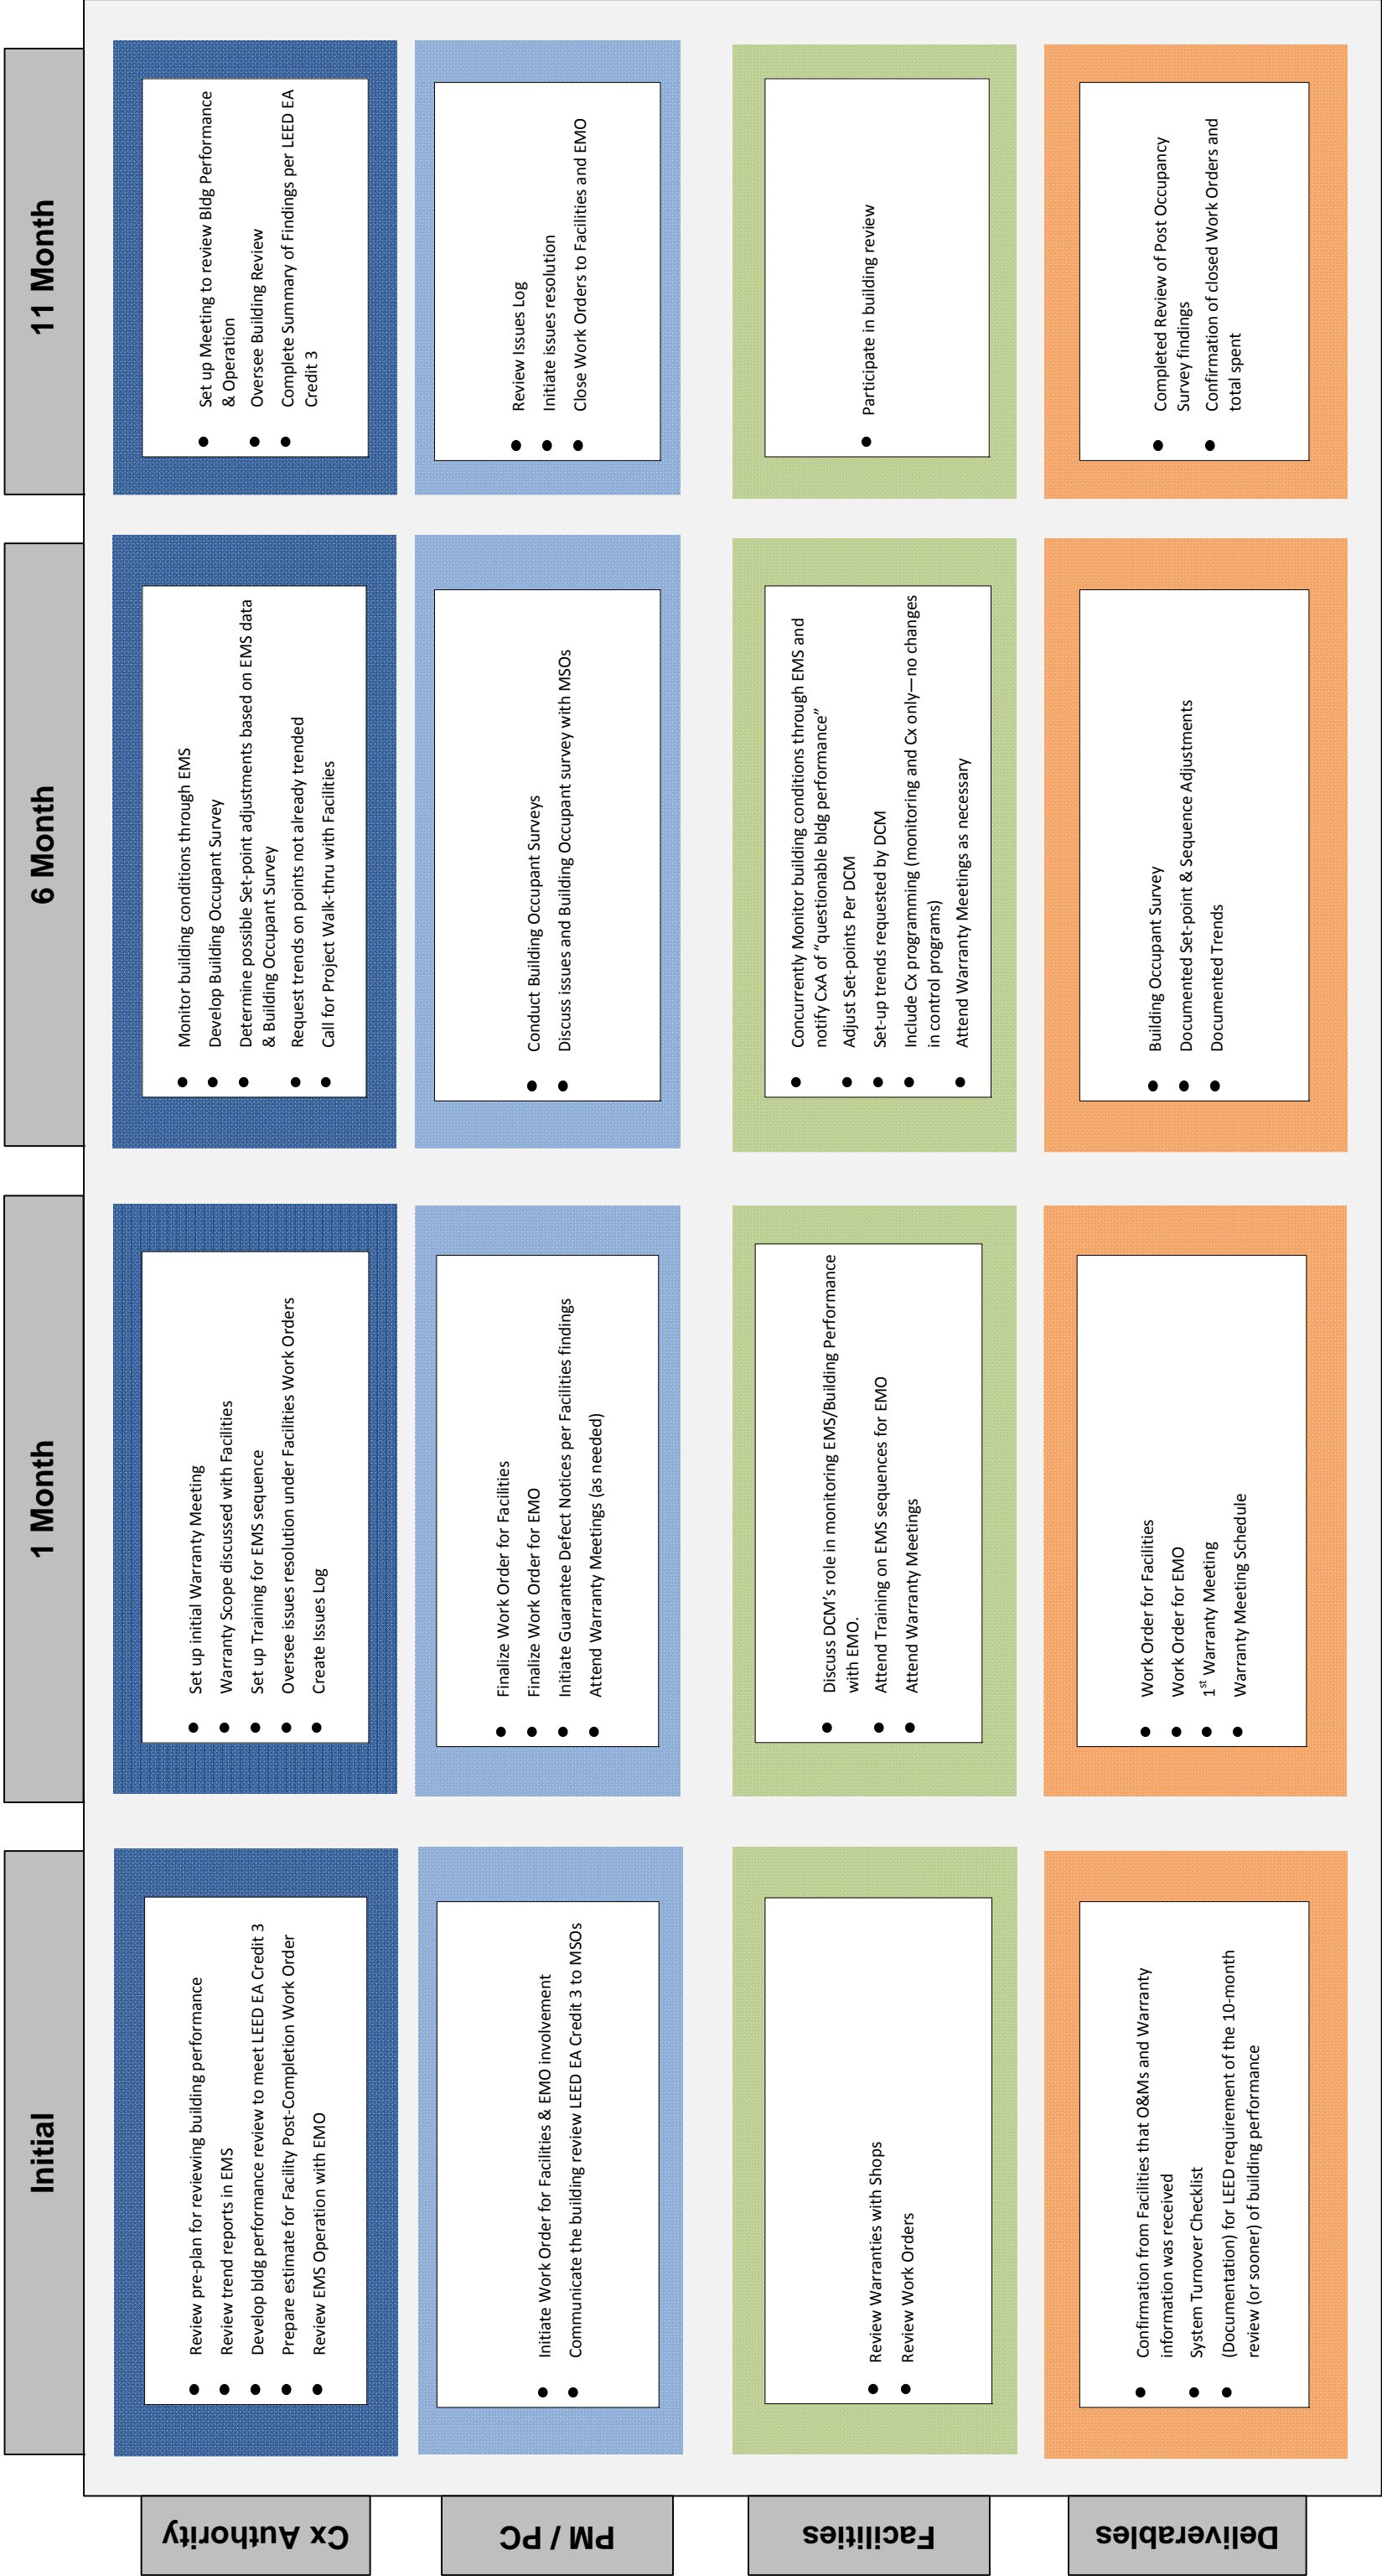 Initial
1 Month
6 Month
11 Month
Cx Authority
Review pre-plan for reviewing building performance
Review trend reports in EMS
Develop bldg performance review to meet LEED EA Credit 3
Prepare estimate for Facility Post-Completion Work Order
Review EMS Operation with EMO
Set up initial Warranty Meeting
Warranty Scope discussed with Facilities
Set up Training for EMS sequence
Oversee issues resolution under Facilities Work Orders
Create Issues Log
Monitor building conditions through EMS
Develop Building Occupant Survey
Determine possible Set-point adjustments based on EMS data
& Building Occupant Survey
Request trends on points not already trended
Call for Project Walk-thru with Facilities
Set up Meeting to review Bldg Performance
& Operation
Oversee Building Review
Complete Summary of Findings per LEED EA
Credit 3
PM / PC
Initiate Work Order for Facilities & EMO involvement
Communicate the building review LEED EA Credit 3 to MSOs
Finalize Work Order for Facilities
Finalize Work Order for EMO
Initiate Guarantee Defect Notices per Facilities findings
Attend Warranty Meetings (as needed)
Conduct Building Occupant Surveys
Discuss issues and Building Occupant survey with MSOs
Review Issues Log
Initiate issues resolution
Close Work Orders to Facilities and EMO
Facilities
Review Warranties with Shops
Review Work Orders
Discuss DCM’s role in monitoring EMS/Building Performance
with EMO.
Attend Training on EMS sequences for EMO
Attend Warranty Meetings
Concurrently Monitor building conditions through EMS and
notify CxA of “questionable bldg performance”
Adjust Set-points Per DCM
Set-up trends requested by DCM
Include Cx programming (monitoring and Cx only—no changes
in control programs)
Attend Warranty Meetings as necessary
Participate in building review
Deliverables
Confirmation from Facilities that O&Ms and Warranty
information was received
System Turnover Checklist
(Documentation) for LEED requirement of the 10-month
review (or sooner) of building performance
Work Order for Facilities
Work Order for EMO
1st Warranty Meeting
Warranty Meeting Schedule
Building Occupant Survey
Documented Set-point & Sequence Adjustments
Documented Trends
Completed Review of Post Occupancy
Survey findings
Confirmation of closed Work Orders and
total spent